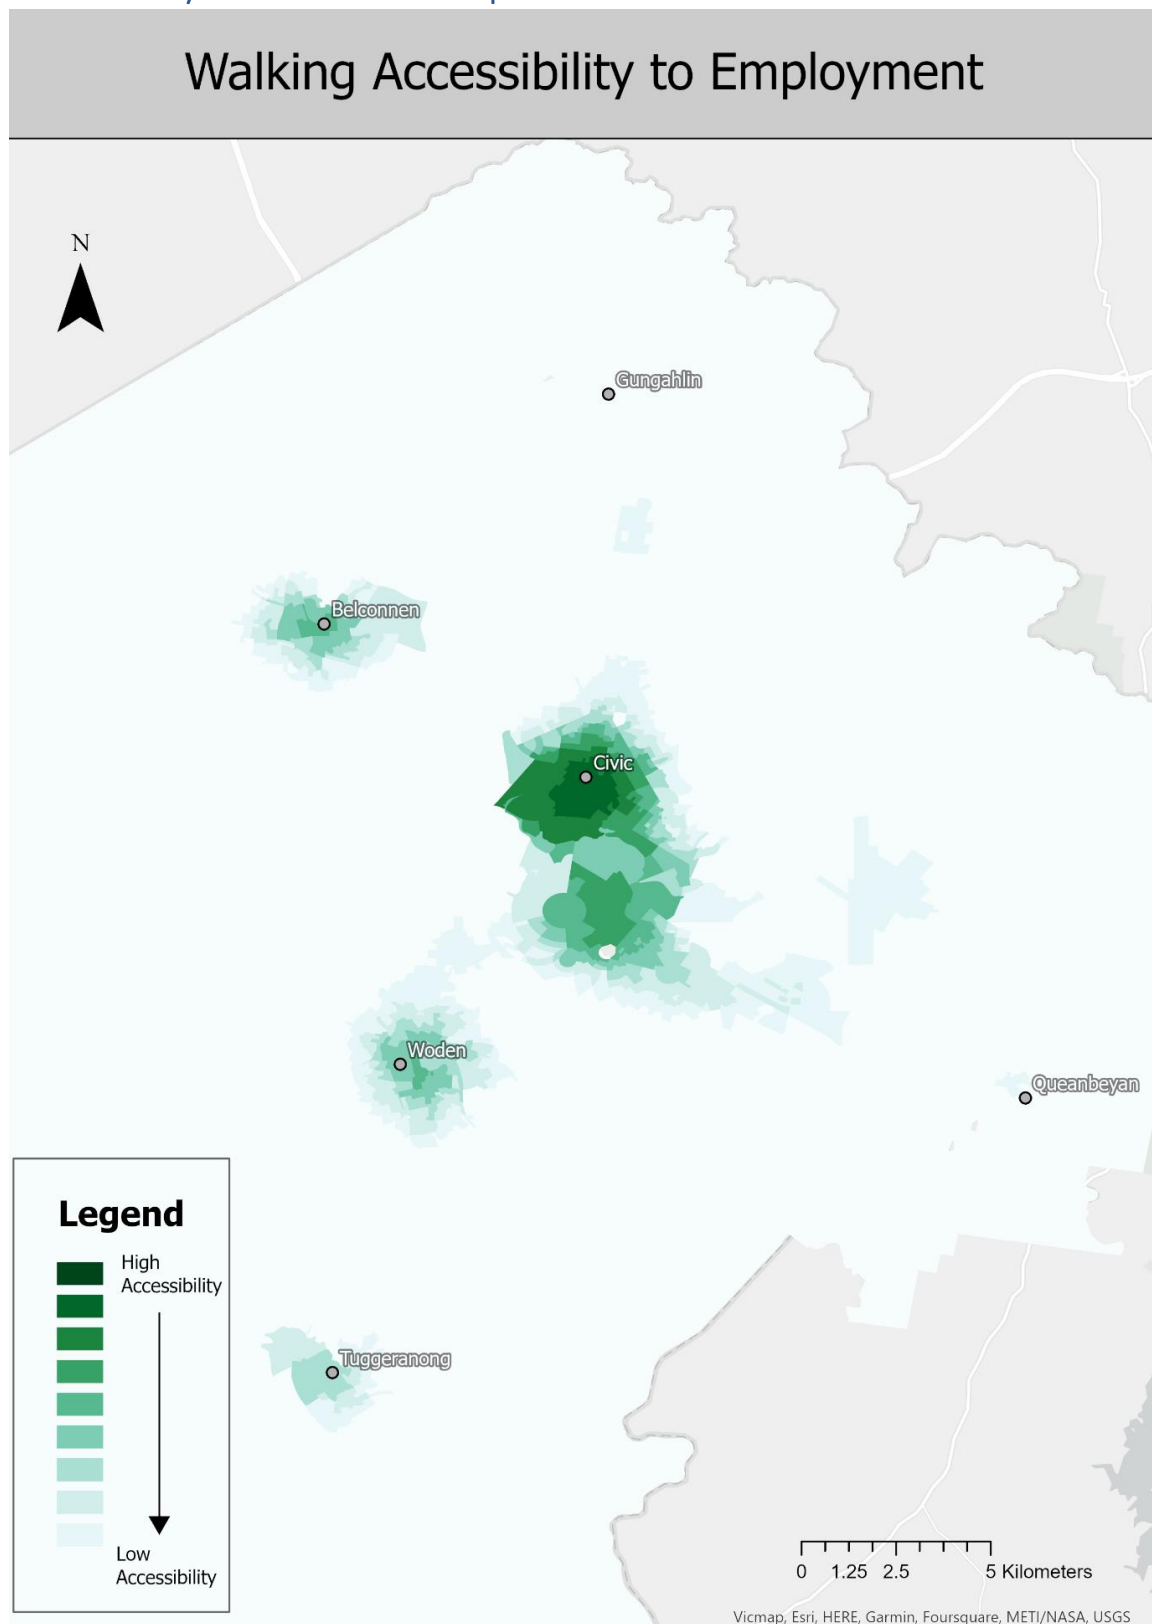 Walking Accessibility to Employment
N
Gungahlin
Belconnen
Civic
Woden
Queanbeyan
Tuggeranong
Legend
High
Accessibility
Low
Accessibility
0 1.25 2.5 5 Kilometers
Vicmap, Esri, HERE, Garmin, Foursquare, METI/NASA, USGS